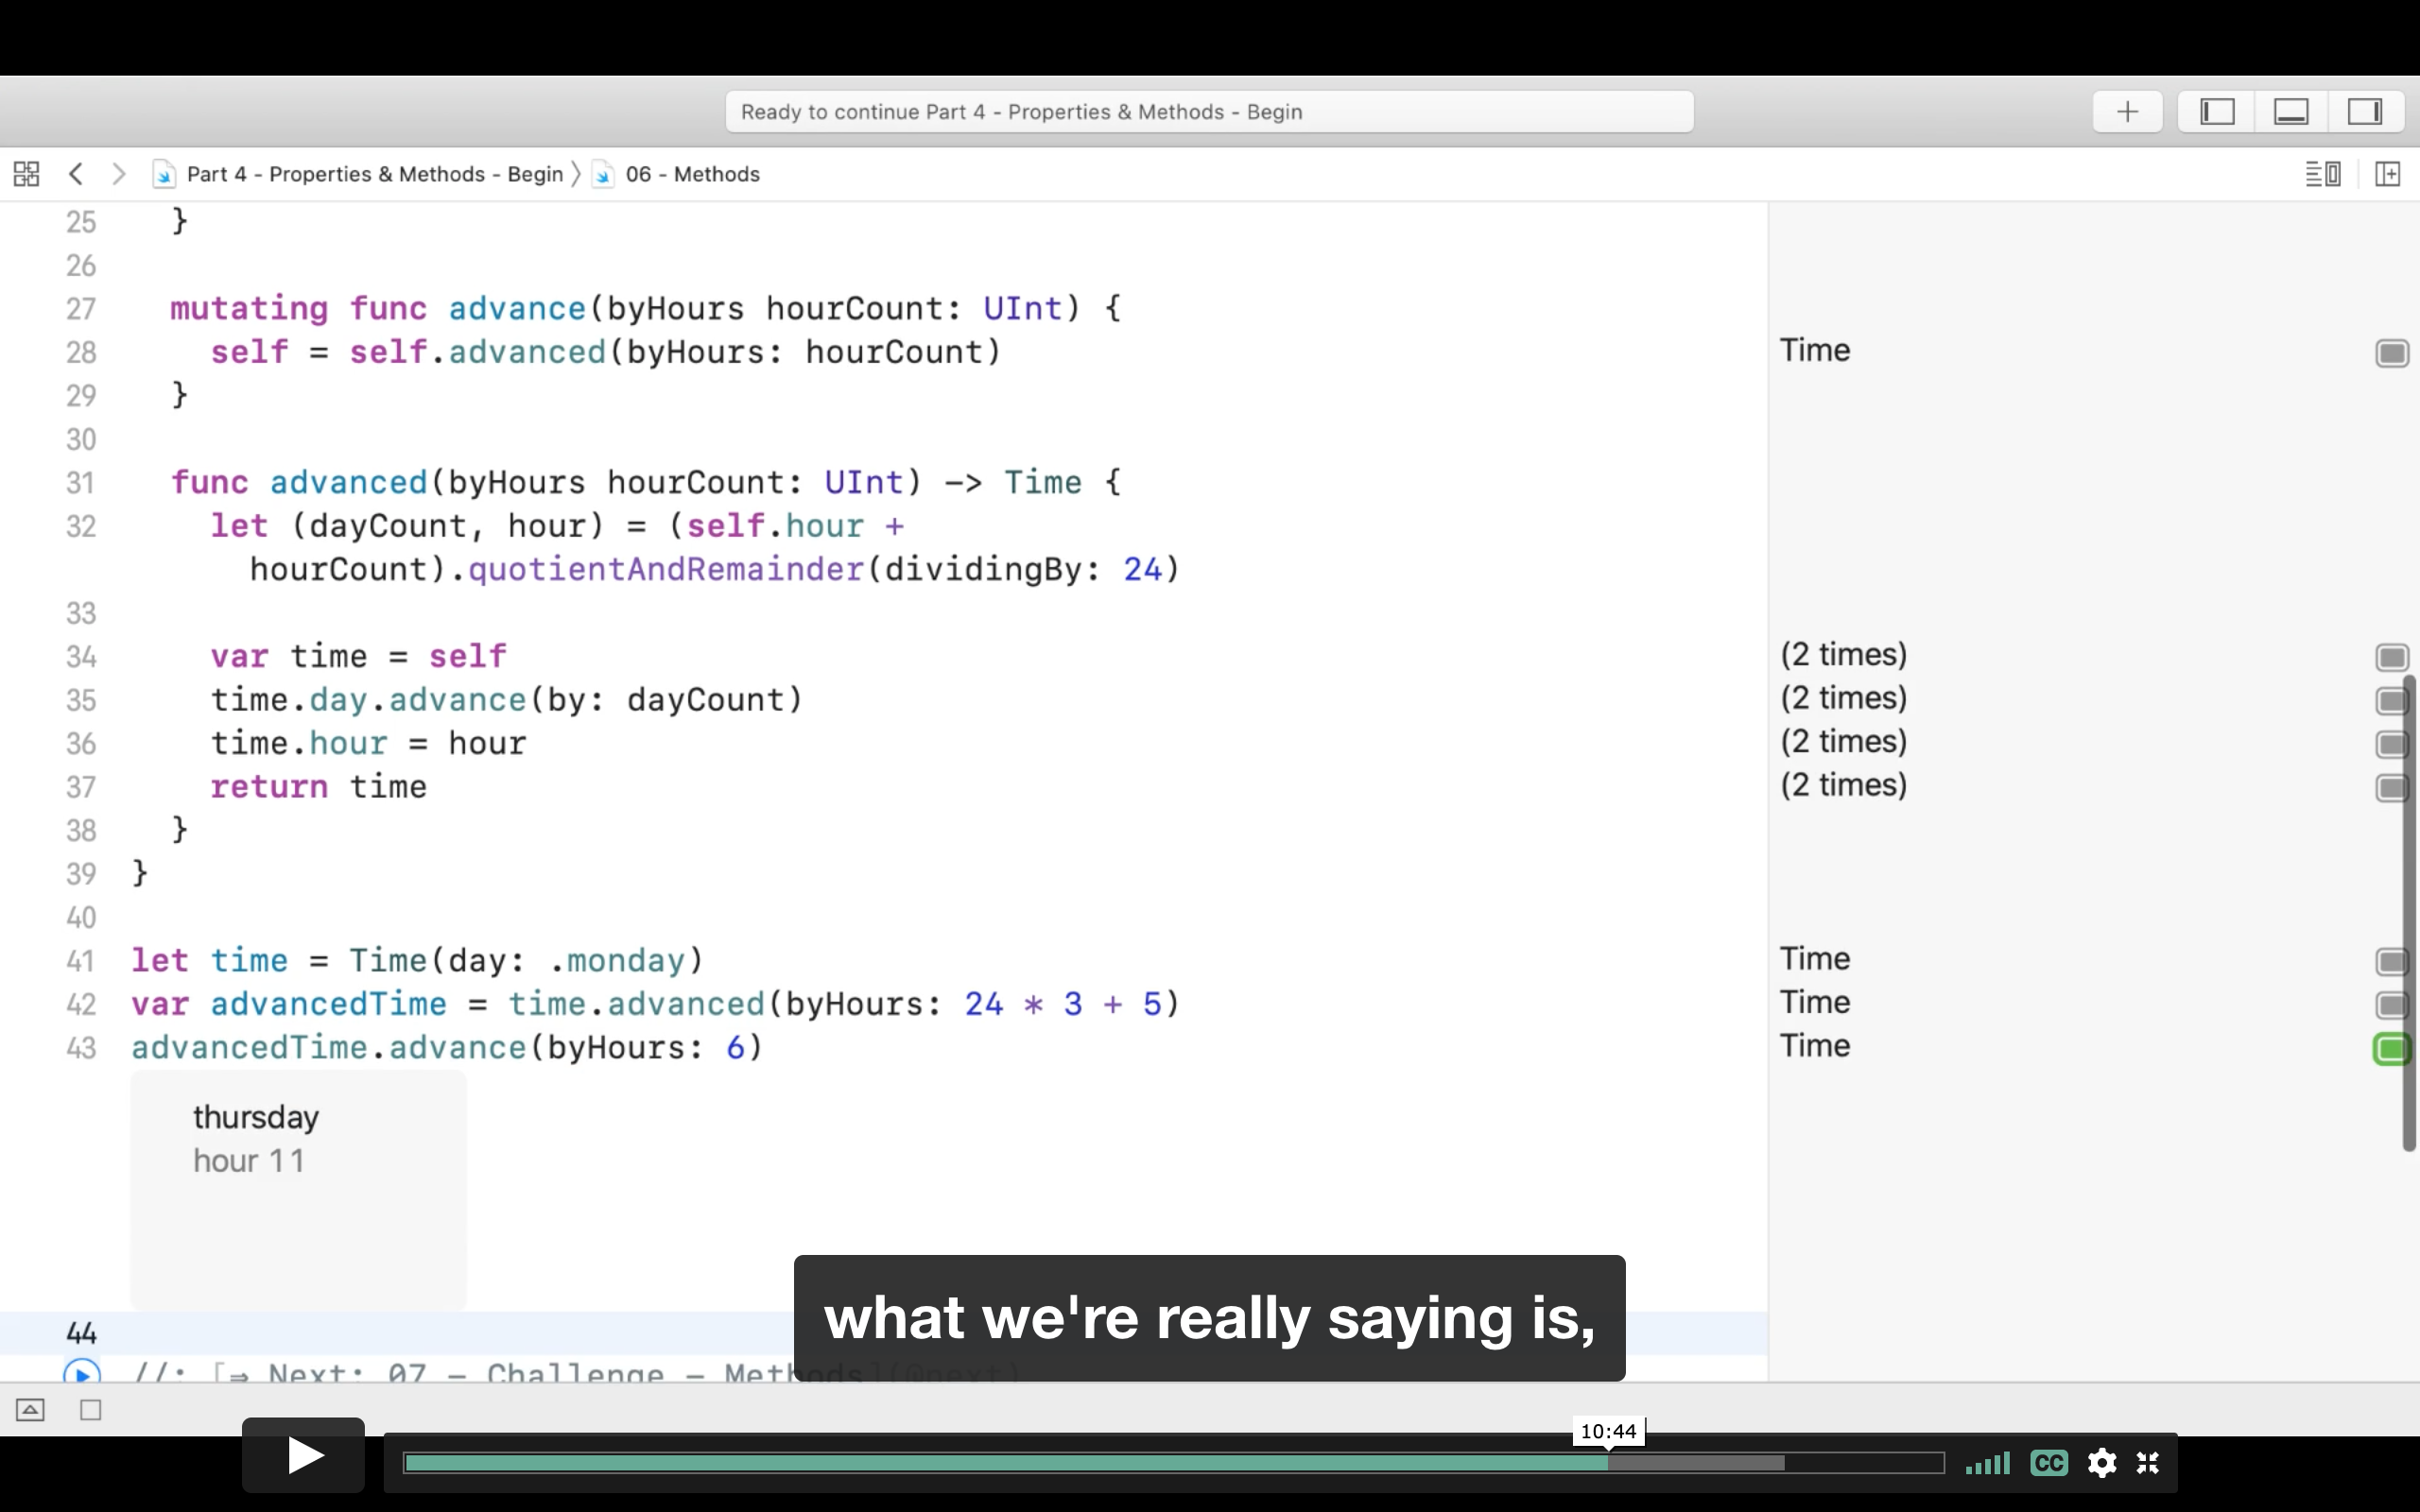 Ready to continue Part 4 - Properties & Methods - Begin
Part 4 - Properties & Methods - Begin 06 - Methods
25 }
26
27 mutating func advance(byHours hourCount: UInt) {
28 self = self.advanced(byHours: hourCount) Time
29 }
30
31 func advanced(byHours hourCount: UInt) -> Time {
32 let (dayCount, hour) = (self.hour +
hourCount).quotientAndRemainder(dividingBy: 24)
33
34 var time = self (2 times)
35 time.day.advance(by: dayCount) (2 times)
36 time.hour = hour (2 times)
37 return time (2 times)
38 }
39 }
40
41 let time = Time(day: .monday) Time
42 var advancedTime = time.advanced(byHours: 24 * 3 + 5) Time
43 advancedTime.advance(byHours: 6) Time
thursday
hour 11
44
what we're really saying is,
//: [⇒ Next: 07 – Challenge – Methods](@next)
10:44
CC